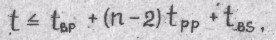 t ≤ t_BP + (n-2) t_PP + t_BS,